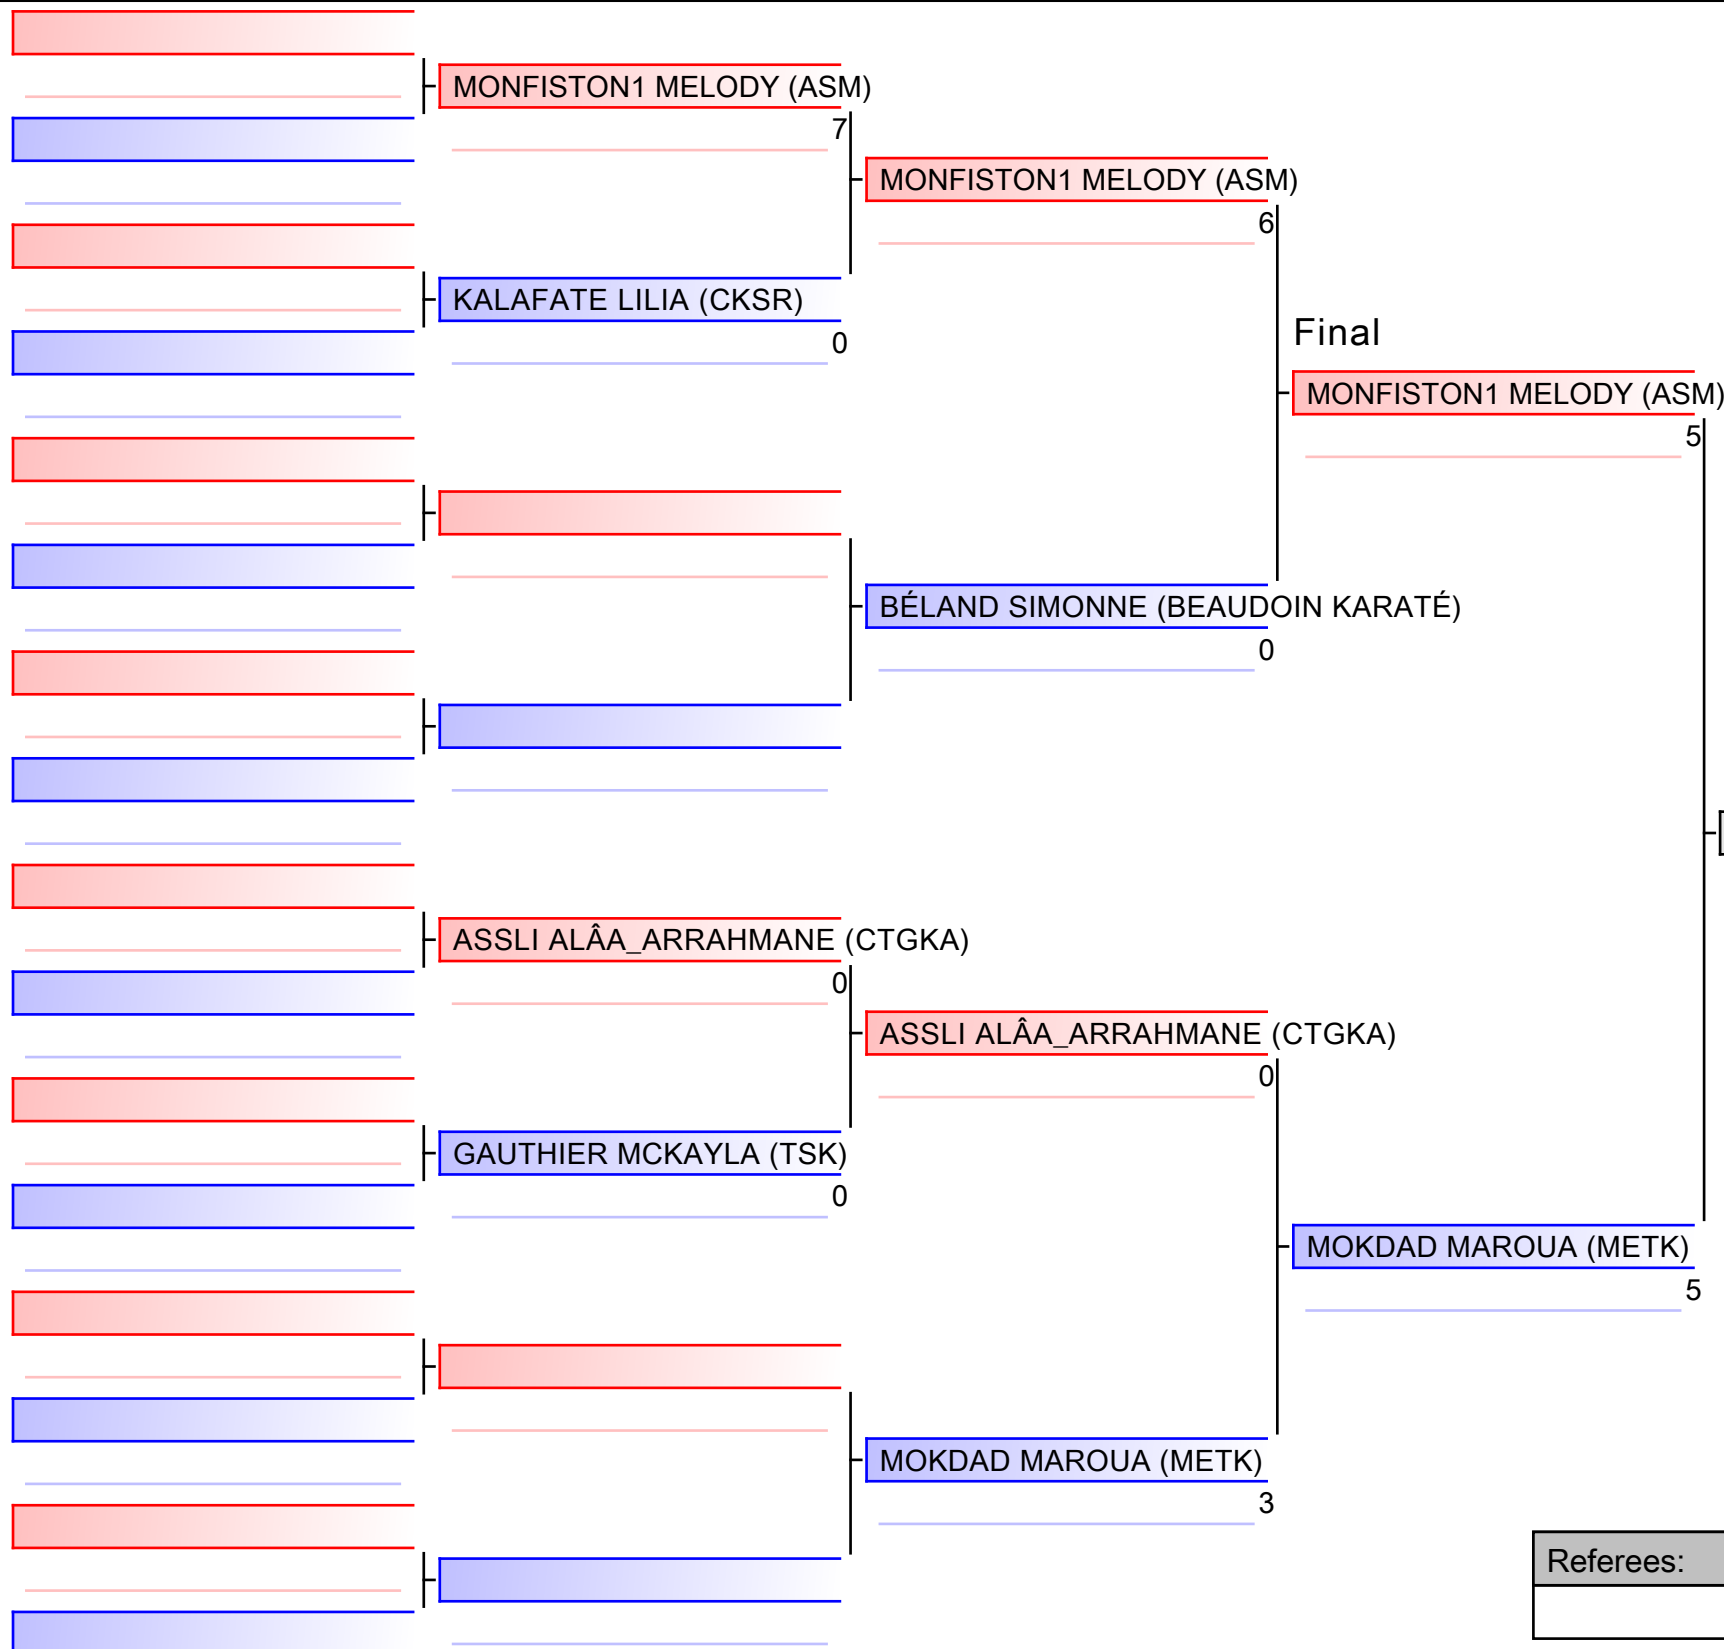 MONFISTON1 MELODY (ASM)
7
KALAFATE LILIA (CKSR)
0
MONFISTON1 MELODY (ASM)
6
BÉLAND SIMONNE (BEAUDOIN KARATÉ)
0
Final
MONFISTON1 MELODY (ASM)
5
ASSLI ALÂA_ARRAHMANE (CTGKA)
0
GAUTHIER MCKAYLA (TSK)
0
ASSLI ALÂA_ARRAHMANE (CTGKA)
0
MOKDAD MAROUA (METK)
3
MOKDAD MAROUA (METK)
5
Referees: